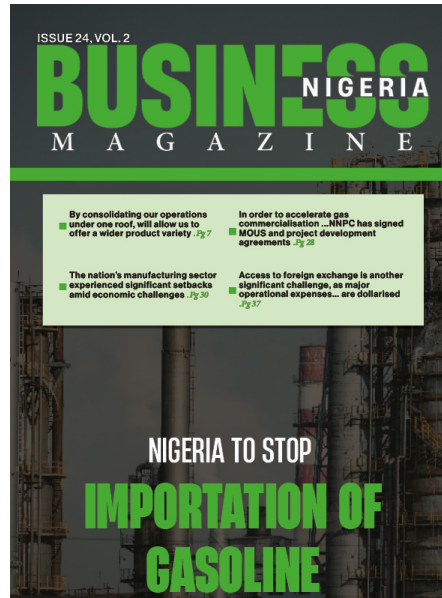 ISSUE 24, VOL. 2
BUSINESS
NIGERIA
MAGAZINE
By consolidating our operations
under one roof, will allow us to
offer a wider product variety .Pg 7
In order to accelerate gas
commercialisation ...NNPC has signed
MOUS and project development
agreements .Pg 28
The nation's manufacturing sector
experienced significant setbacks
amid economic challenges .Pg 30
Access to foreign exchange is another
significant challenge, as major
operational expenses... are dollarised
.Pg 37
NIGERIA TO STOP
IMPORTATION OF
GASOLINE